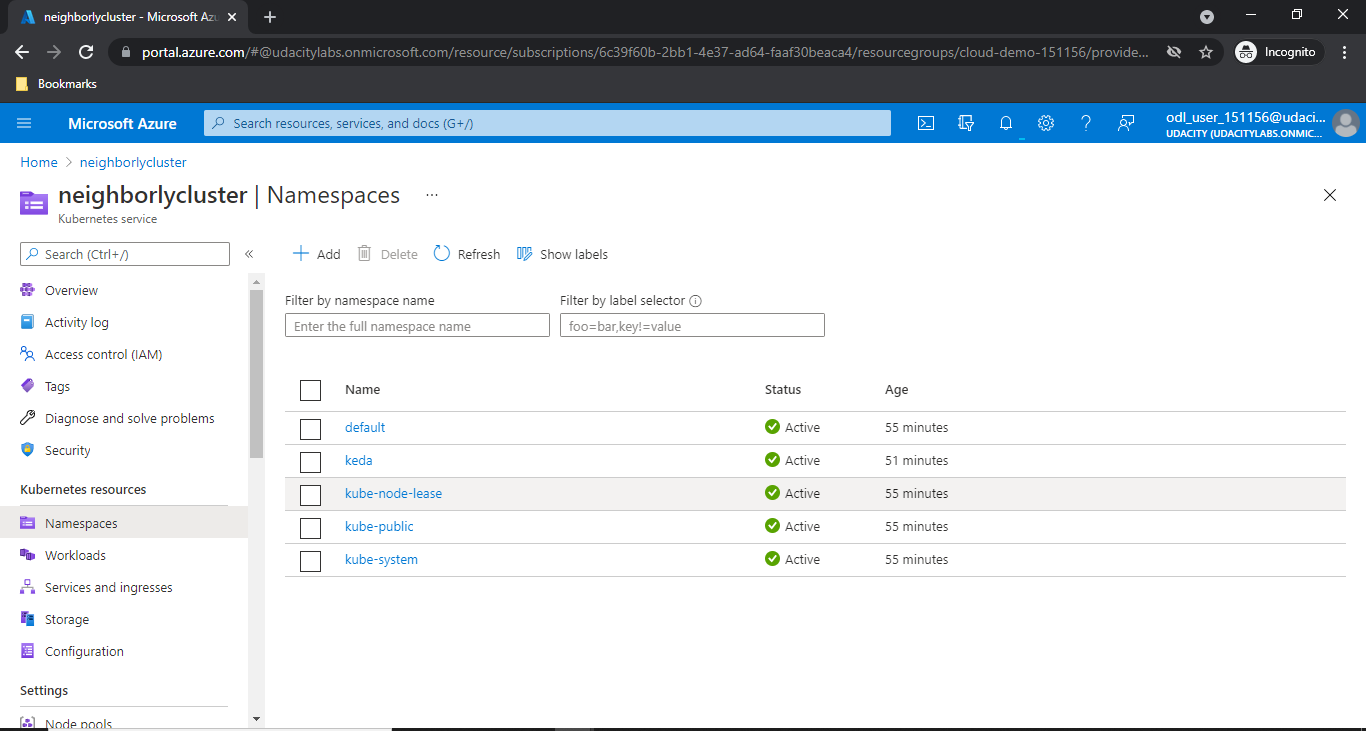 neighborlycluster - Microsoft Azu
portal.azure.com/#@udacitylabs.onmicrosoft.com/resource/subscriptions/6c39f60b-2bb1-4e37-ad64-faaf30beaca4/resourcegroups/cloud-demo-151156/provide...
Incognito
Bookmarks
Microsoft Azure
Search resources, services, and docs (G+/)
odl_user_151156@udaci...
UDACITY (UDACITYLABS.ONMIC...
Home > neighborlycluster
neighborlycluster | Namespaces ...
Kubernetes service
Search (Ctrl+/)
«
Overview
Activity log
Access control (IAM)
Tags
Diagnose and solve problems
Security
Kubernetes resources
Namespaces
Workloads
Services and ingresses
Storage
Configuration
Settings
Node pools
Add Delete Refresh Show labels
Filter by namespace name
Enter the full namespace name
Filter by label selector
foo=bar,key!=value
Name Status Age
default Active 55 minutes
keda Active 51 minutes
kube-node-lease Active 55 minutes
kube-public Active 55 minutes
kube-system Active 55 minutes